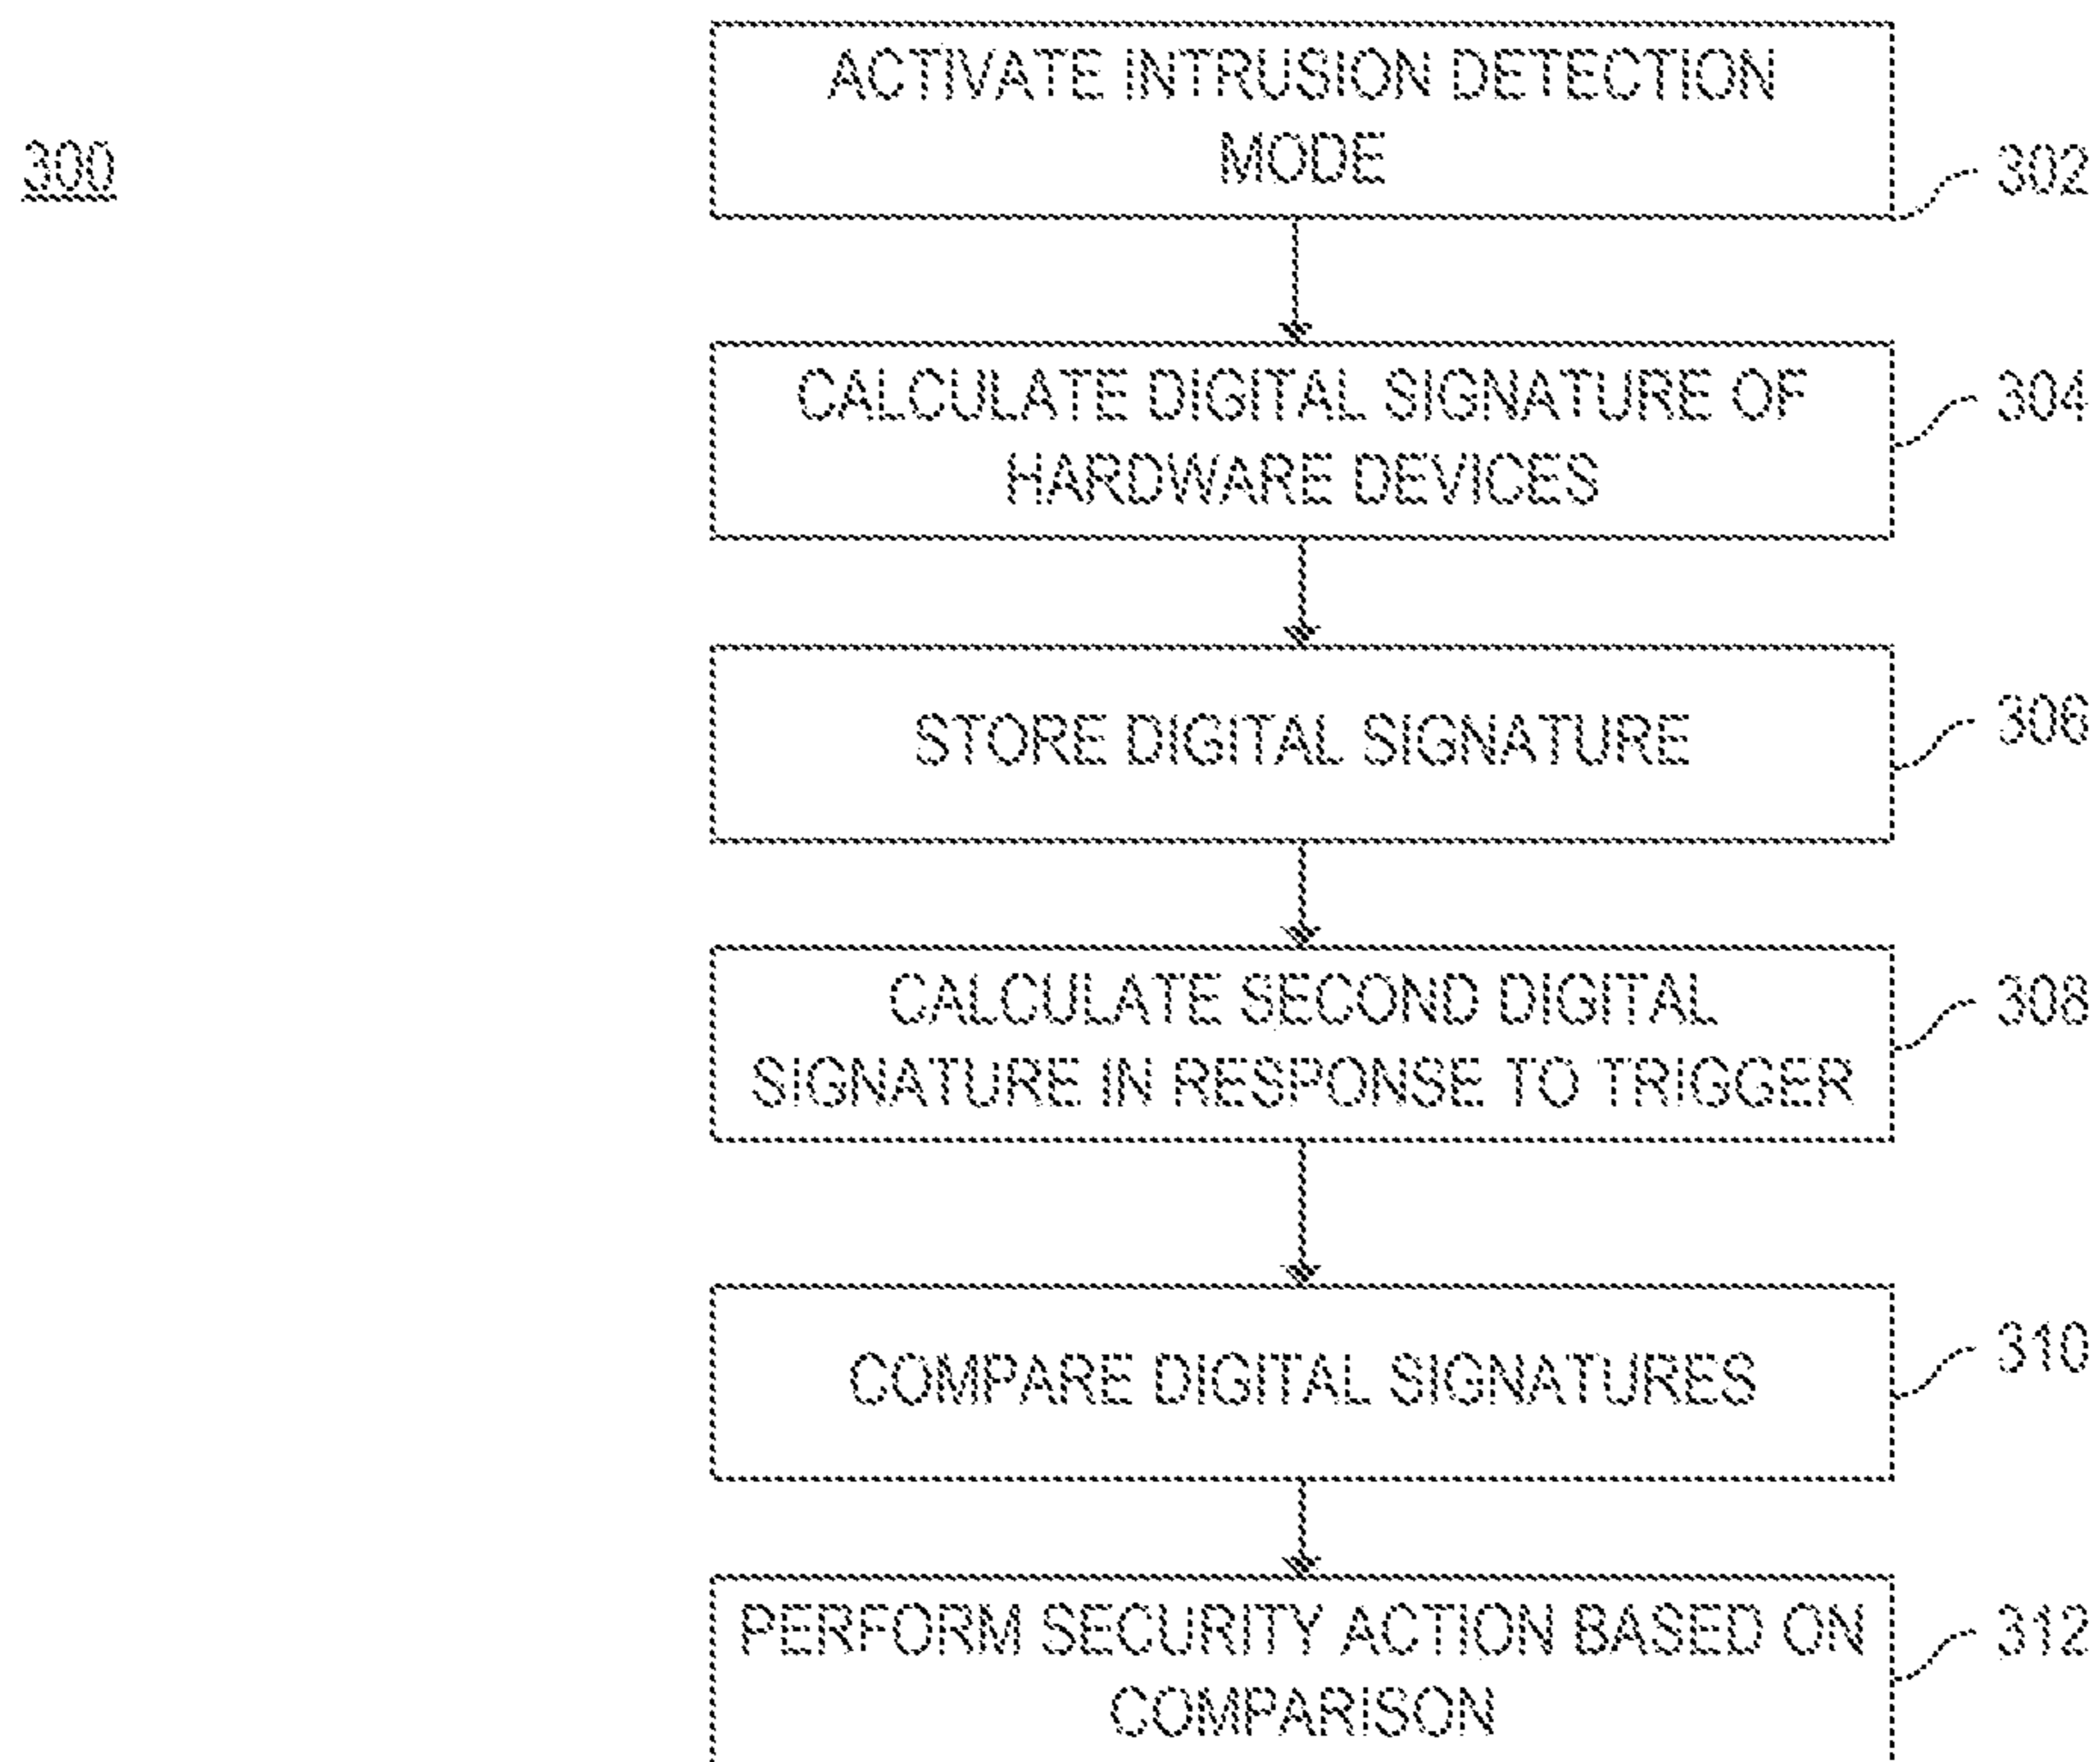 300
ACTIVATE INTRUSION DETECTION
MODE
302
CALCULATE DIGITAL SIGNATURE OF
HARDWARE DEVICES
304
STORE DIGITAL SIGNATURE
306
CALCULATE SECOND DIGITAL
SIGNATURE IN RESPONSE TO TRIGGER
308
COMPARE DIGITAL SIGNATURES
310
PERFORM SECURITY ACTION BASED ON
COMPARISON
312